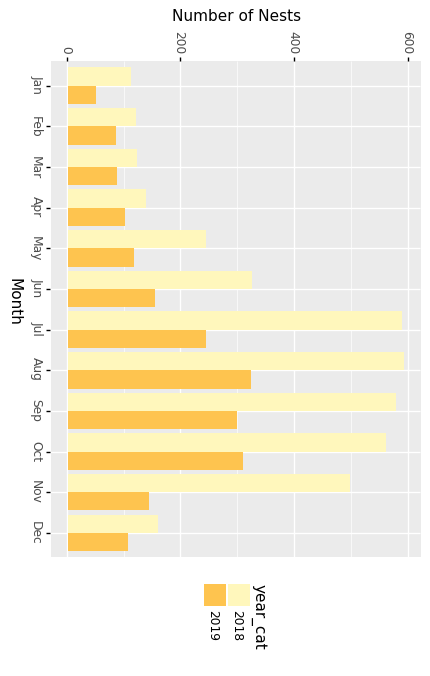 Number of Nests
0
200
400
600
Jan
Feb
Mar
Apr
May
Jun
Jul
Aug
Sep
Oct
Nov
Dec
Month
year_cat
2018
2019